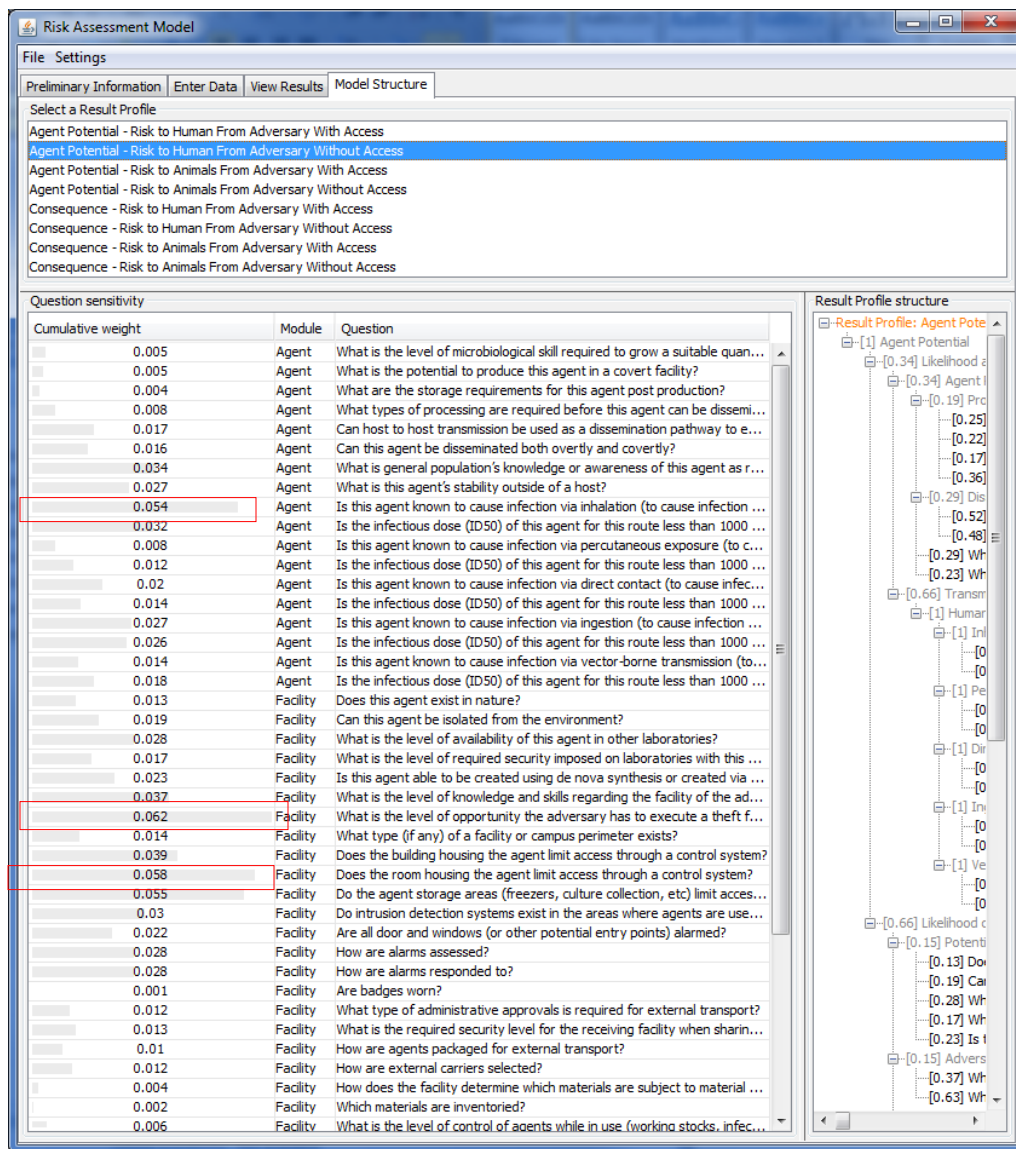 Risk Assessment Model
File Settings
Preliminary Information Enter Data View Results Model Structure
Select a Result Profile
Agent Potential - Risk to Human From Adversary With Access
Agent Potential - Risk to Human From Adversary Without Access
Agent Potential - Risk to Animals From Adversary With Access
Agent Potential - Risk to Animals From Adversary Without Access
Consequence - Risk to Human From Adversary With Access
Consequence - Risk to Human From Adversary Without Access
Consequence - Risk to Animals From Adversary With Access
Consequence - Risk to Animals From Adversary Without Access
Question sensitivity
Cumulative weight Module Question
0.005 Agent What is the level of microbiological skill required to grow a suitable quan...
0.005 Agent What is the potential to produce this agent in a covert facility?
0.004 Agent What are the storage requirements for this agent post production?
0.008 Agent What types of processing are required before this agent can be dissemi...
0.017 Agent Can host to host transmission be used as a dissemination pathway to e...
0.016 Agent Can this agent be disseminated both overtly and covertly?
0.034 Agent What is general population's knowledge or awareness of this agent as r...
0.027 Agent What is this agent's stability outside of a host?
0.054 Agent Is this agent known to cause infection via inhalation (to cause infection ...
0.032 Agent Is the infectious dose (ID50) of this agent for this route less than 1000 ...
0.008 Agent Is this agent known to cause infection via percutaneous exposure (to c...
0.012 Agent Is the infectious dose (ID50) of this agent for this route less than 1000 ...
0.02 Agent Is this agent known to cause infection via direct contact (to cause infec...
0.014 Agent Is the infectious dose (ID50) of this agent for this route less than 1000 ...
0.027 Agent Is this agent known to cause infection via ingestion (to cause infection ...
0.026 Agent Is the infectious dose (ID50) of this agent for this route less than 1000 ...
0.014 Agent Is this agent known to cause infection via vector-borne transmission (to...
0.018 Agent Is the infectious dose (ID50) of this agent for this route less than 1000 ...
0.013 Facility Does this agent exist in nature?
0.019 Facility Can this agent be isolated from the environment?
0.028 Facility What is the level of availability of this agent in other laboratories?
0.017 Facility What is the level of required security imposed on laboratories with this ...
0.023 Facility Is this agent able to be created using de nova synthesis or created via ...
0.037 Facility What is the level of knowledge and skills regarding the facility of the ad...
0.062 Facility What is the level of opportunity the adversary has to execute a theft f...
0.014 Facility What type (if any) of a facility or campus perimeter exists?
0.039 Facility Does the building housing the agent limit access through a control system?
0.058 Facility Does the room housing the agent limit access through a control system?
0.055 Facility Do the agent storage areas (freezers, culture collection, etc) limit acces...
0.03 Facility Do intrusion detection systems exist in the areas where agents are use...
0.022 Facility Are all door and windows (or other potential entry points) alarmed?
0.028 Facility How are alarms assessed?
0.028 Facility How are alarms responded to?
0.001 Facility Are badges worn?
0.012 Facility What type of administrative approvals is required for external transport?
0.013 Facility What is the required security level for the receiving facility when sharin...
0.01 Facility How are agents packaged for external transport?
0.012 Facility How are external carriers selected?
0.004 Facility How does the facility determine which materials are subject to material ...
0.002 Facility Which materials are inventoried?
0.006 Facility What is the level of control of agents while in use (working stocks, infec...
Result Profile structure
Result Profile: Agent Pote
[1] Agent Potential
[0.34] Likelihood a
[0.34] Agent
[0.19] Pro
[0.25]
[0.22]
[0.17]
[0.36]
[0.29] Dis
[0.52]
[0.48]
[0.29] Wh
[0.23] Wh
[0.66] Transm
[1] Human
[1] Inl
[0
[0
[1] Pe
[0
[0
[1] Dir
[0
[0
[1] In
[0
[0
[1] Ve
[0
[0
[0.66] Likelihood
[0.15] Potenti
[0.13] Doe
[0.19] Can
[0.28] Wh
[0.17] Wh
[0.23] Is t
[0.15] Advers
[0.37] Wh
[0.63] Wh